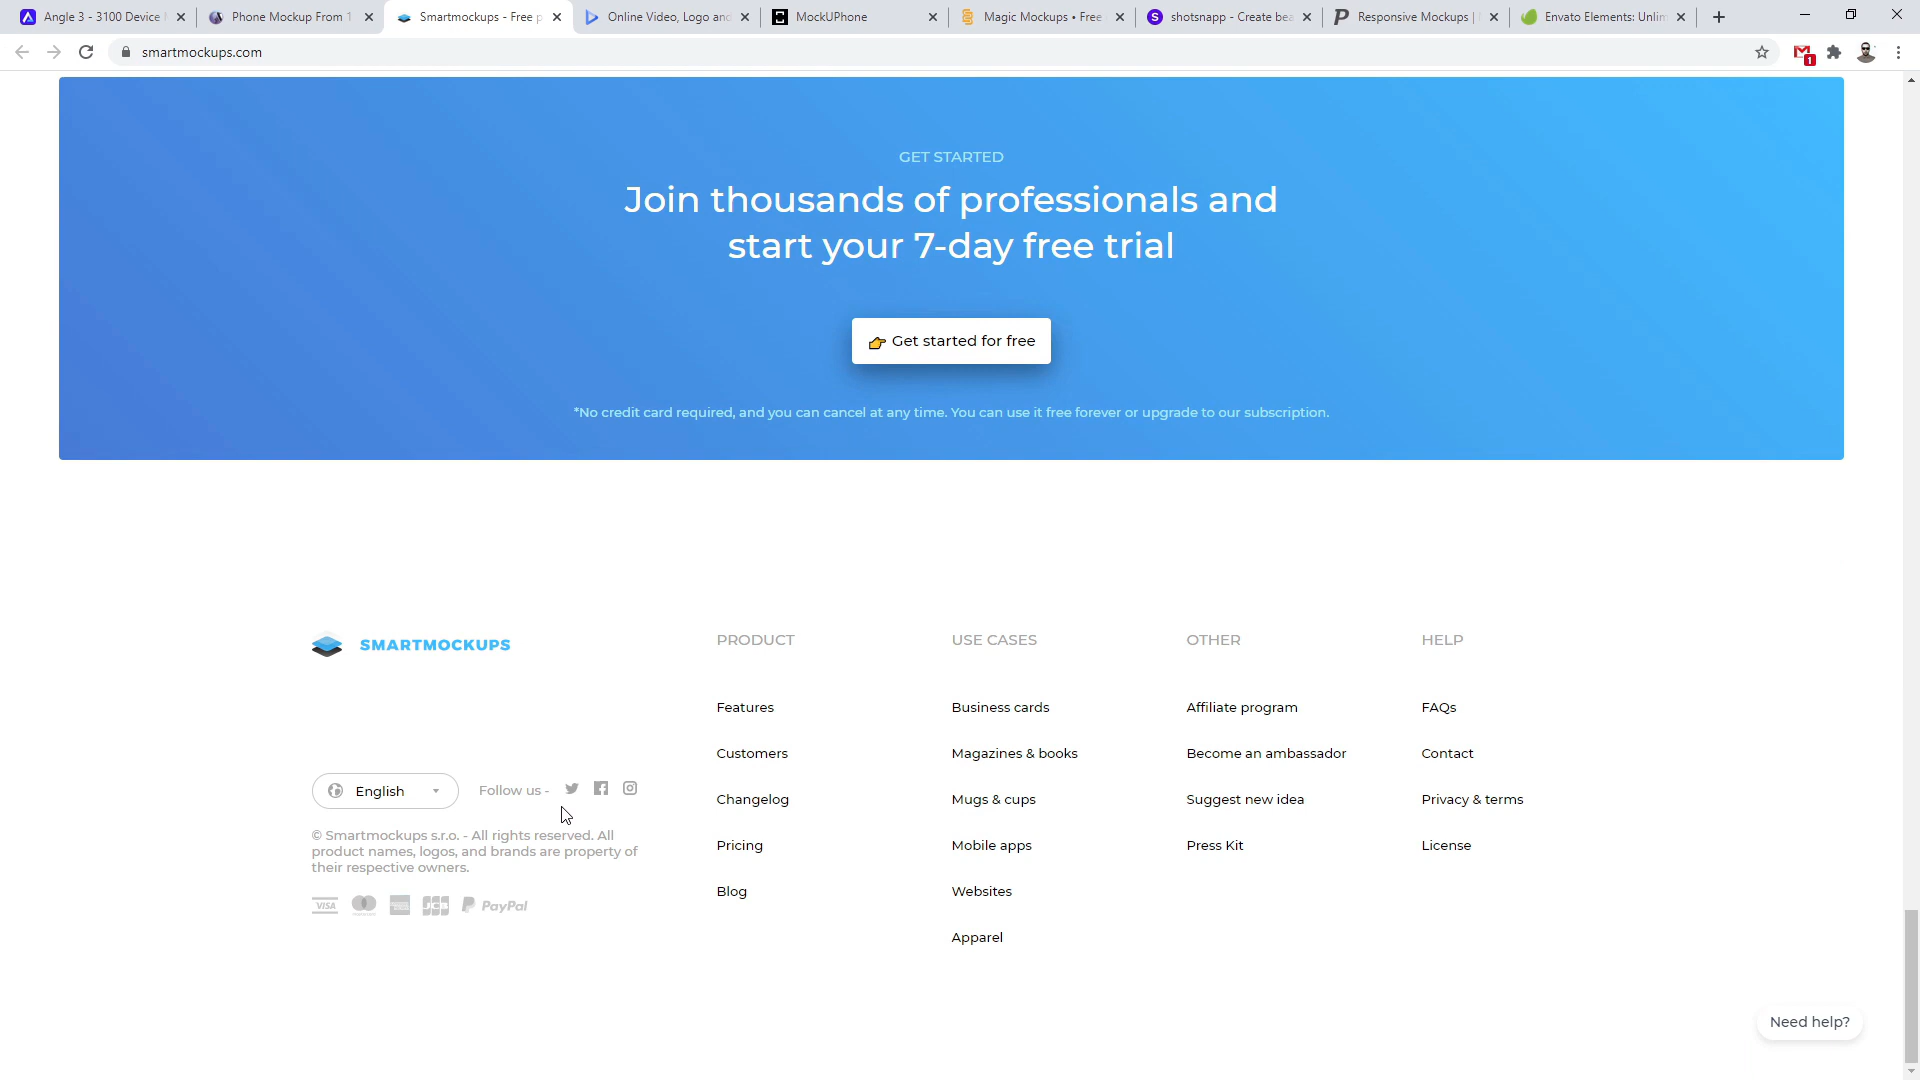 Angle 3 - 3100 Device
Phone Mockup From 1
Smartmockups - Free p
Online Video, Logo and
MockUPhone
Magic Mockups • Free
shotsnapp - Create bea
Responsive Mockups |
Envato Elements: Unlim
smartmockups.com
1
GET STARTED
Join thousands of professionals and
start your 7-day free trial
Get started for free
*No credit card required, and you can cancel at any time. You can use it free forever or upgrade to our subscription.
SMARTMOCKUPS
English
Follow us -
© Smartmockups s.r.o. - All rights reserved. All
product names, logos, and brands are property of
their respective owners.
VISA
JCB
PayPal
PRODUCT
Features
Customers
Changelog
Pricing
Blog
USE CASES
Business cards
Magazines & books
Mugs & cups
Mobile apps
Websites
Apparel
OTHER
Affiliate program
Become an ambassador
Suggest new idea
Press Kit
HELP
FAQs
Contact
Privacy & terms
License
Need help?